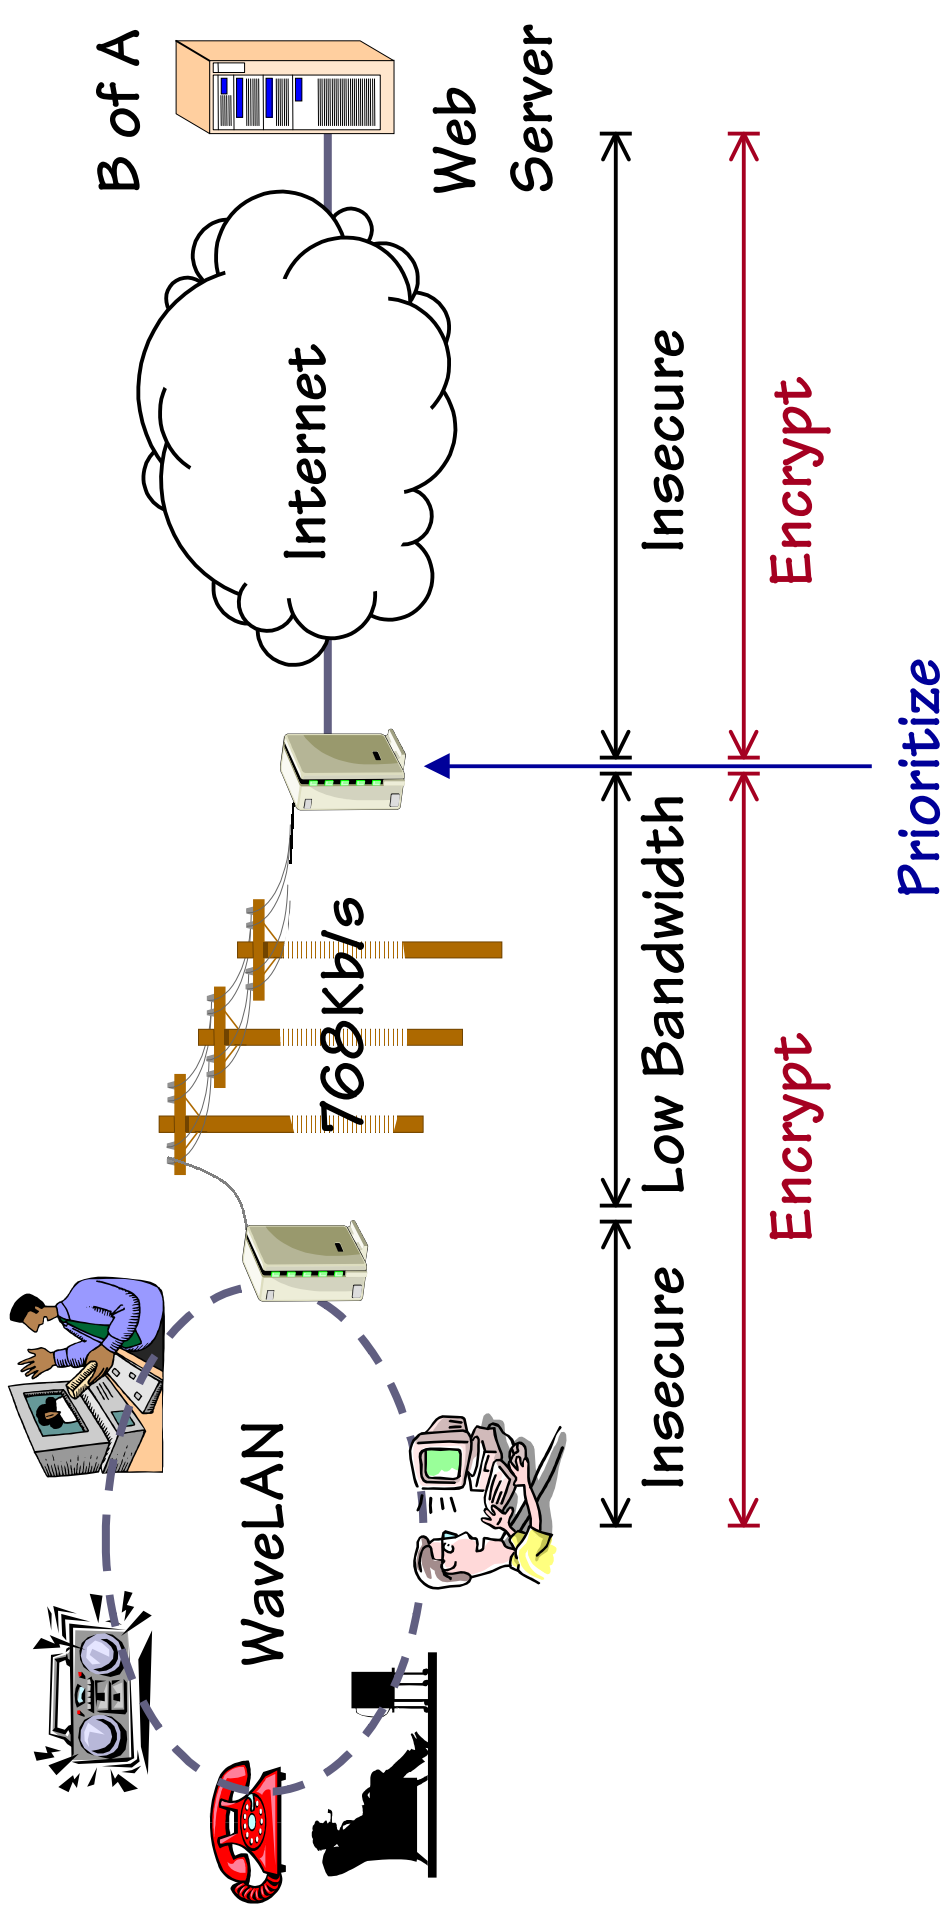 B of A
Web
Server
Internet
768Kb/s
WaveLAN
Insecure
Low Bandwidth
Insecure
Encrypt
Encrypt
Prioritize